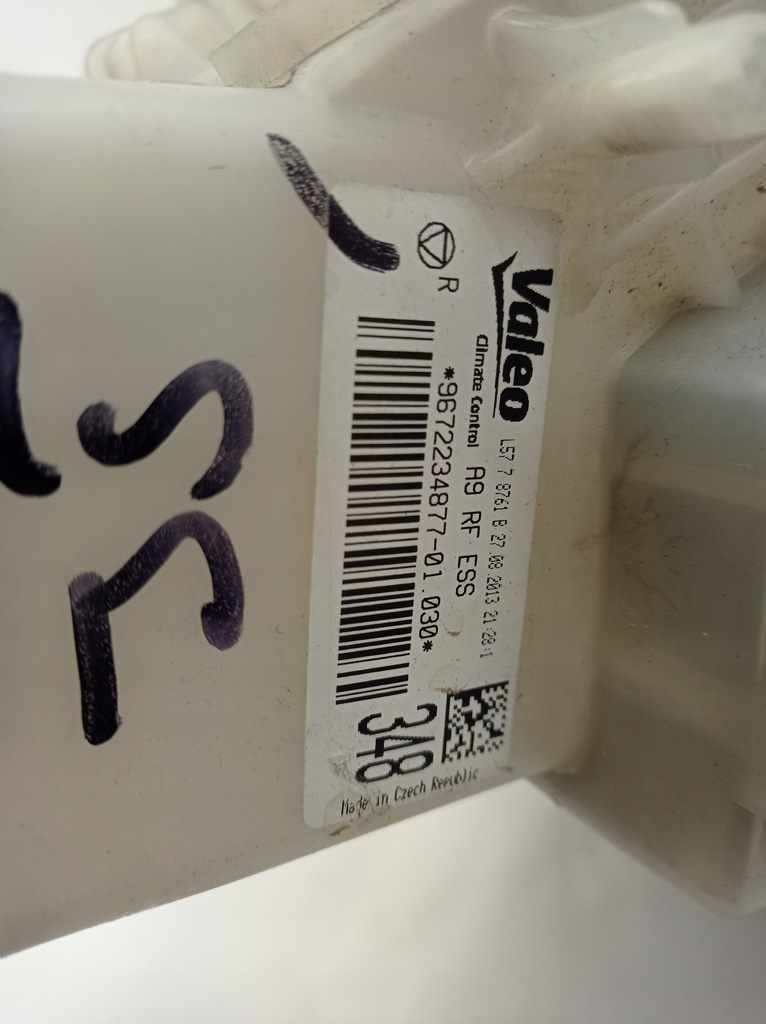 Valeo
Climate Control
L57 7 8761 B 27.08.2013 21:28:1
A9 RF ESS
R
*9672234877-01.030*
348
Made in Czech Republic